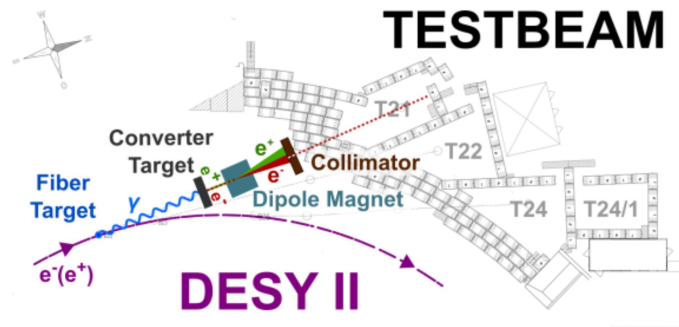 TESTBEAM
T21
Converter
Target
e⁺
T22
Collimator
e⁺
e⁻
e⁻
Fiber
Target
γ
Dipole Magnet
T24
T24/1
e⁻(e⁺)
DESY II